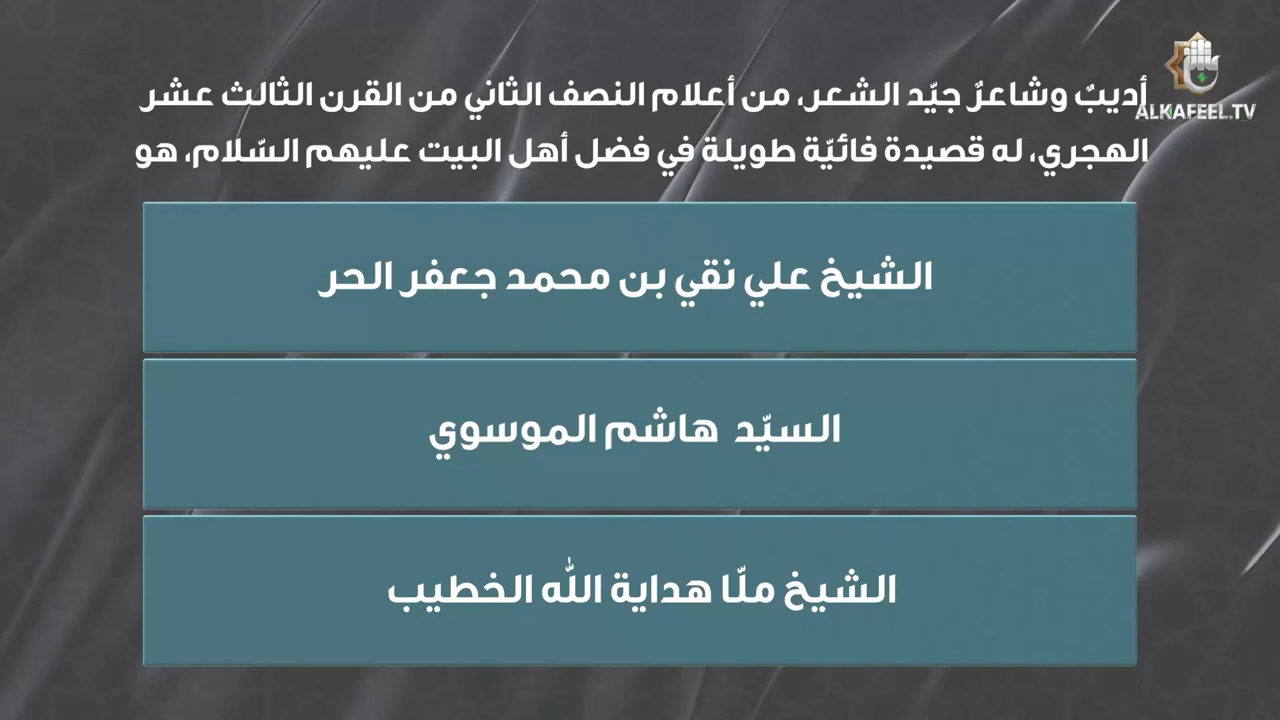 ALKAFEEL.TV
أديبٌ وشاعرٌ جيّد الشعر، من أعلام النصف الثاني من القرن الثالث عشر
الهجري، له قصيدة فائيّة طويلة في فضل أهل البيت عليهم السّلام، هو
الشيخ علي نقي بن محمد جعفر الحر
السيّد هاشم الموسوي
الشيخ ملّا هداية الله الخطيب